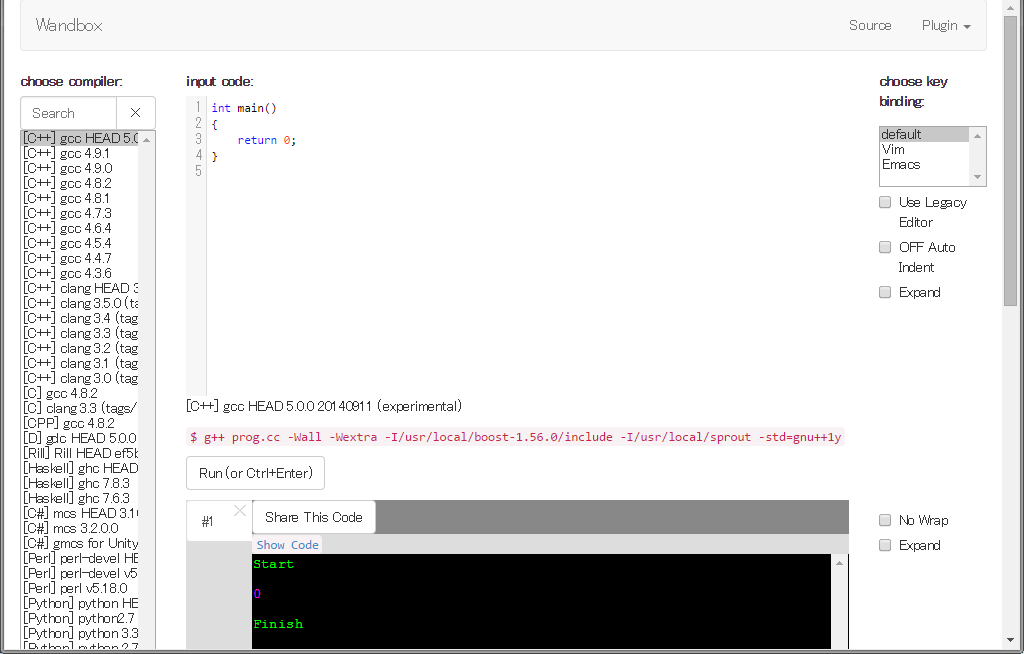 Wandbox
Source
Plugin
choose compiler:
Search
[C++] gcc HEAD 5.0
[C++] gcc 4.9.1
[C++] gcc 4.9.0
[C++] gcc 4.8.2
[C++] gcc 4.8.1
[C++] gcc 4.7.3
[C++] gcc 4.6.4
[C++] gcc 4.5.4
[C++] gcc 4.4.7
[C++] gcc 4.3.6
[C++] clang HEAD 3
[C++] clang 3.5.0 (ta
[C++] clang 3.4 (tag
[C++] clang 3.3 (tag
[C++] clang 3.2 (tag
[C++] clang 3.1 (tag
[C++] clang 3.0 (tag
[C] gcc 4.8.2
[C] clang 3.3 (tags/
[CPP] gcc 4.8.2
[D] gdc HEAD 5.0.0
[Rill] Rill HEAD ef5b
[Haskell] ghc HEAD
[Haskell] ghc 7.8.3
[Haskell] ghc 7.6.3
[C#] mcs HEAD 3.1
[C#] mcs 3.2.0.0
[C#] gmcs for Unity
[Perl] perl-devel HE
[Perl] perl-devel v5
[Perl] perl v5.18.0
[Python] python HE
[Python] python2.7
[Python] python 3.3
[Python] python 2.7
input code:
1 int main()
2 {
3 return 0;
4 }
5
[C++] gcc HEAD 5.0.0 20140911 (experimental)
$ g++ prog.cc -Wall -Wextra -I/usr/local/boost-1.56.0/include -I/usr/local/sprout -std=gnu++1y
Run (or Ctrl+Enter)
#1
Share This Code
Show Code
Start
0
Finish
choose key
binding:
default
Vim
Emacs
Use Legacy
Editor
OFF Auto
Indent
Expand
No Wrap
Expand